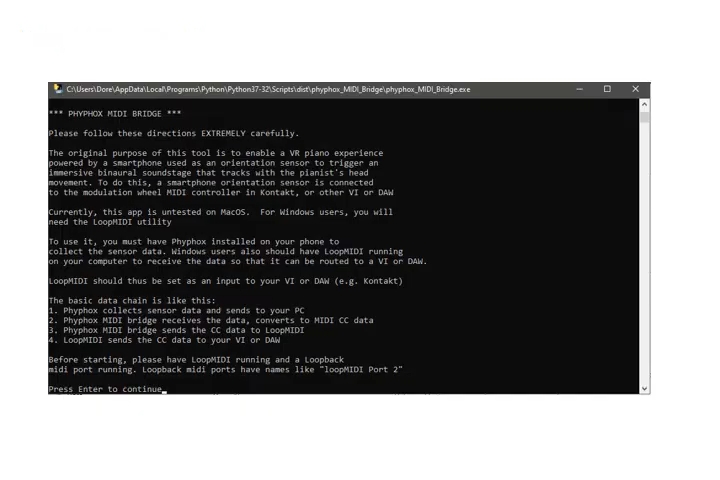 C:\Users\Dore\AppData\Local\Programs\Python\Python37-32\Scripts\dist\phyphox_MIDI_Bridge\phyphox_MIDI_Bridge.exe
*** PHYPHOX MIDI BRIDGE ***
Please follow these directions EXTREMELY carefully.
The original purpose of this tool is to enable a VR piano experience
powered by a smartphone used as an orientation sensor to trigger an
immersive binaural soundstage that tracks with the pianist's head
movement. To do this, a smartphone orientation sensor is connected
to the modulation wheel MIDI controller in Kontakt, or other VI or DAW
Currently, this app is untested on MacOS.  For Windows users, you will
need the LoopMIDI utility
To use it, you must have Phyphox installed on your phone to
collect the sensor data. Windows users also should have LoopMIDI running
on your computer to receive the data so that it can be routed to a VI or DAW.
LoopMIDI should thus be set as an input to your VI or DAW (e.g. Kontakt)
The basic data chain is like this:
1. Phyphox collects sensor data and sends to your PC
2. Phyphox MIDI bridge receives the data, converts to MIDI CC data
3. Phyphox MIDI bridge sends the CC data to LoopMIDI
4. LoopMIDI sends the CC data to your VI or DAW
Before starting, please have LoopMIDI running and a Loopback
midi port running. Loopback midi ports have names like "loopMIDI Port 2"
Press Enter to continue